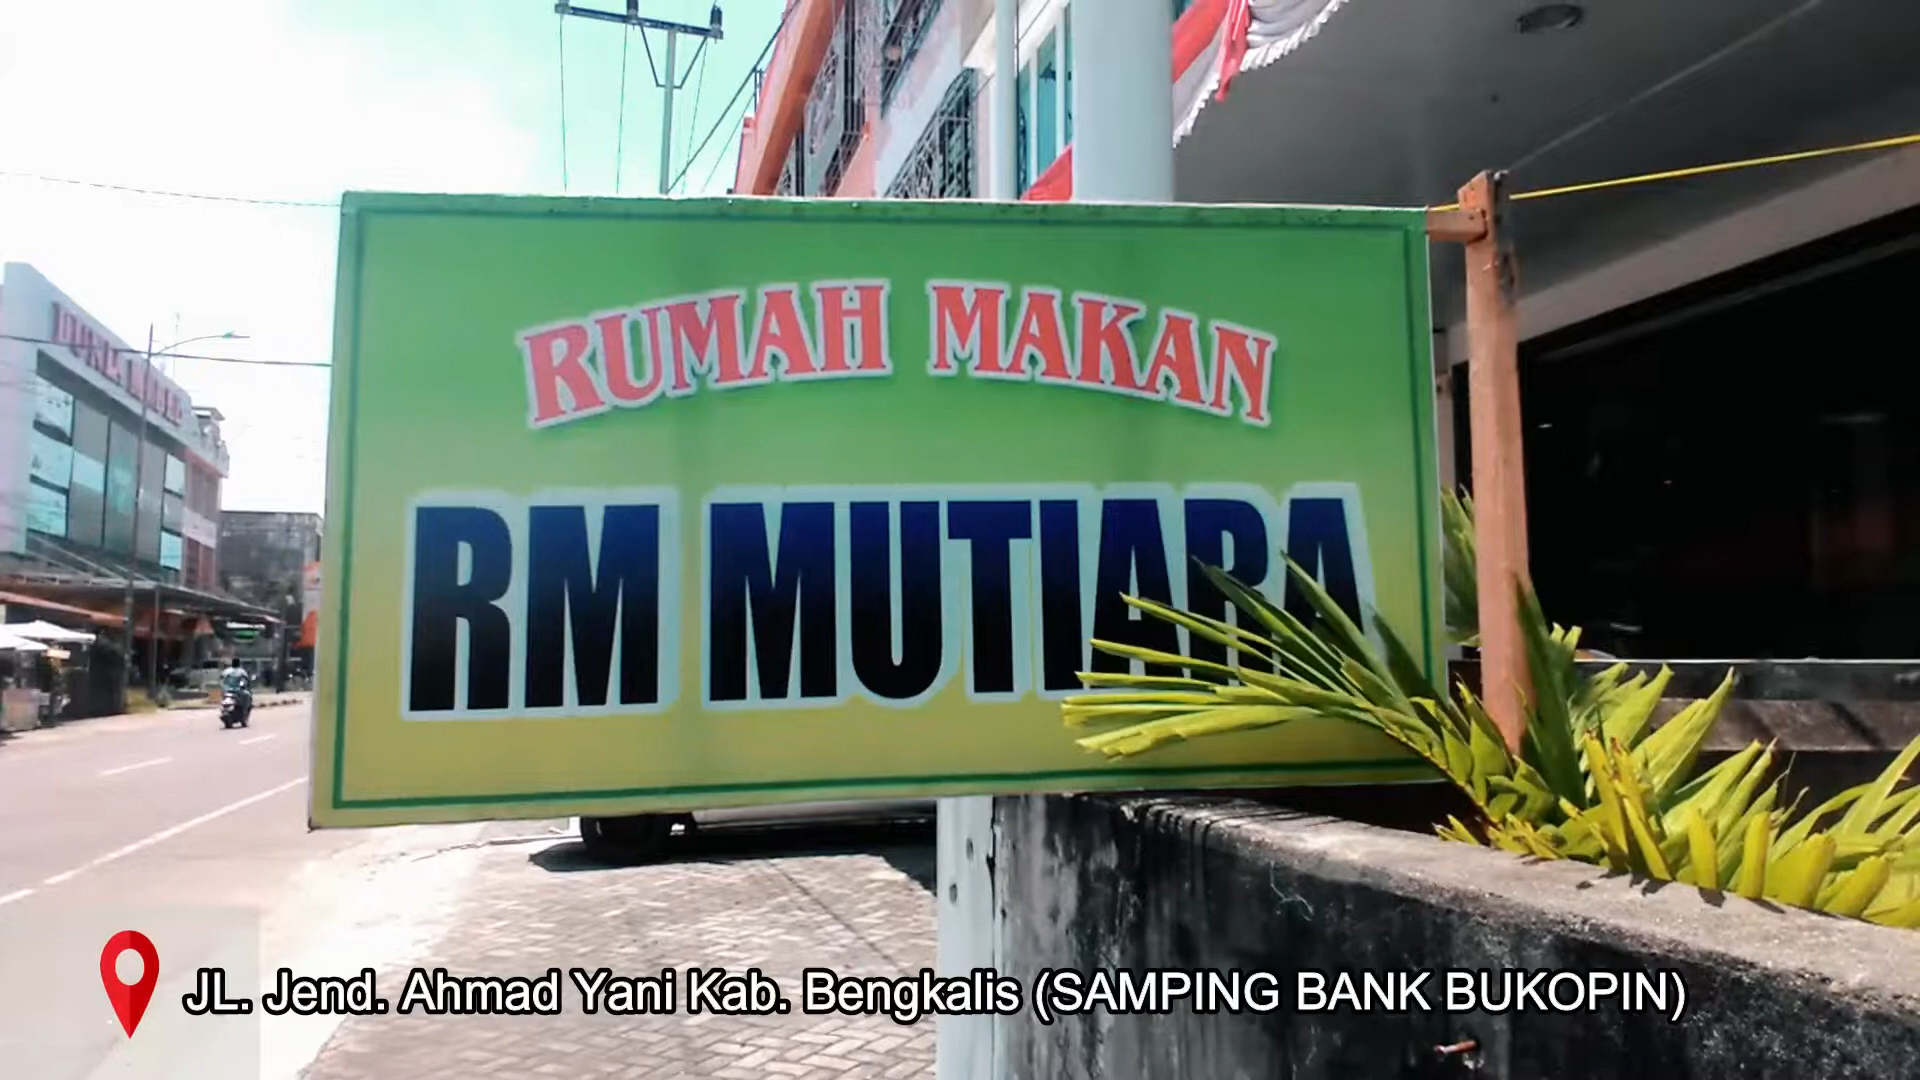 RUMAH MAKAN
RM MUTIARA
JL. Jend. Ahmad Yani Kab. Bengkalis (SAMPING BANK BUKOPIN)